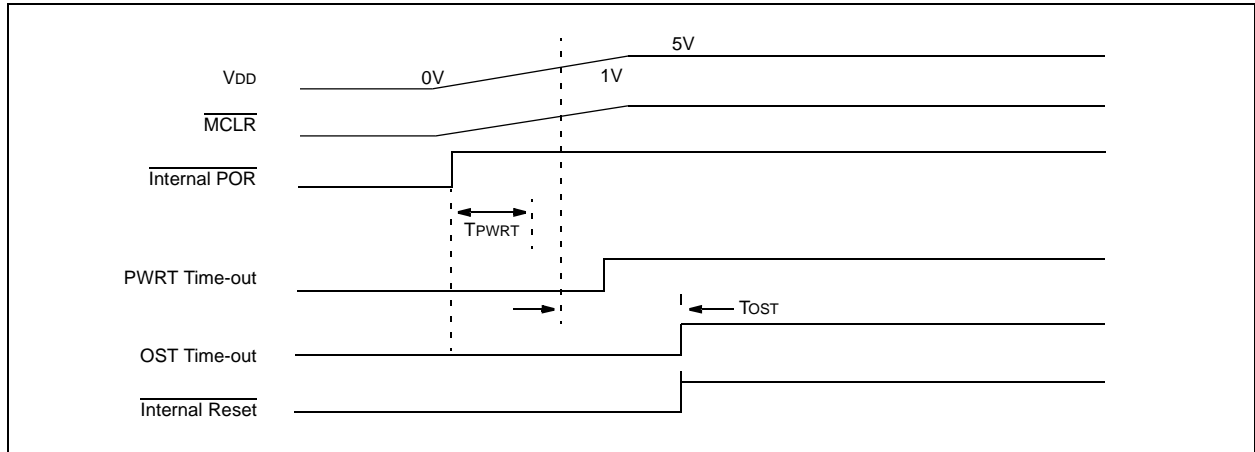 5V
VDD
0V
1V
MCLR
Internal POR
TPWRT
PWRT Time-out
TOST
OST Time-out
Internal Reset